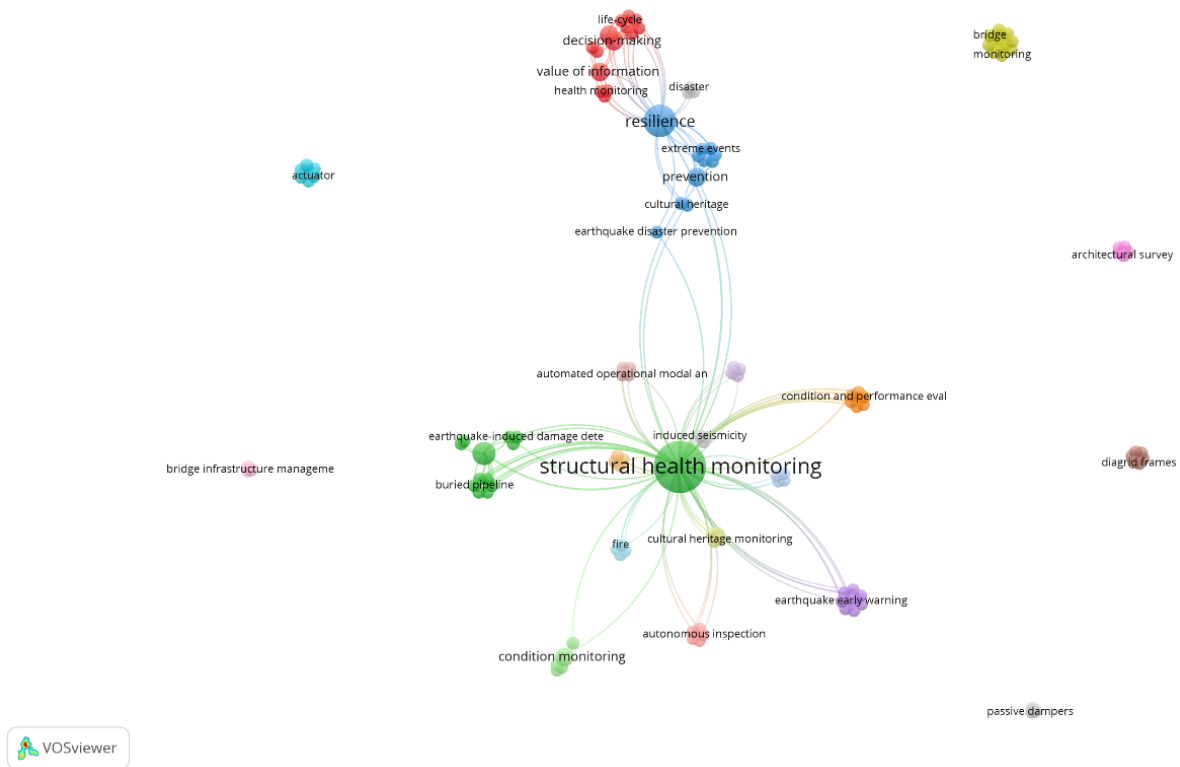 life-cycle
decision-making
bridge
monitoring
value of information
disaster
health monitoring
resilience
extreme events
actuator
prevention
cultural heritage
earthquake disaster prevention
architectural survey
automated operational modal an
condition and performance eval
earthquake-induced damage dete
induced seismicity
structural health monitoring
bridge infrastructure manageme
diagrid frames
buried pipeline
fire
cultural heritage monitoring
earthquake early warning
autonomous inspection
condition monitoring
passive dampers
VOSviewer